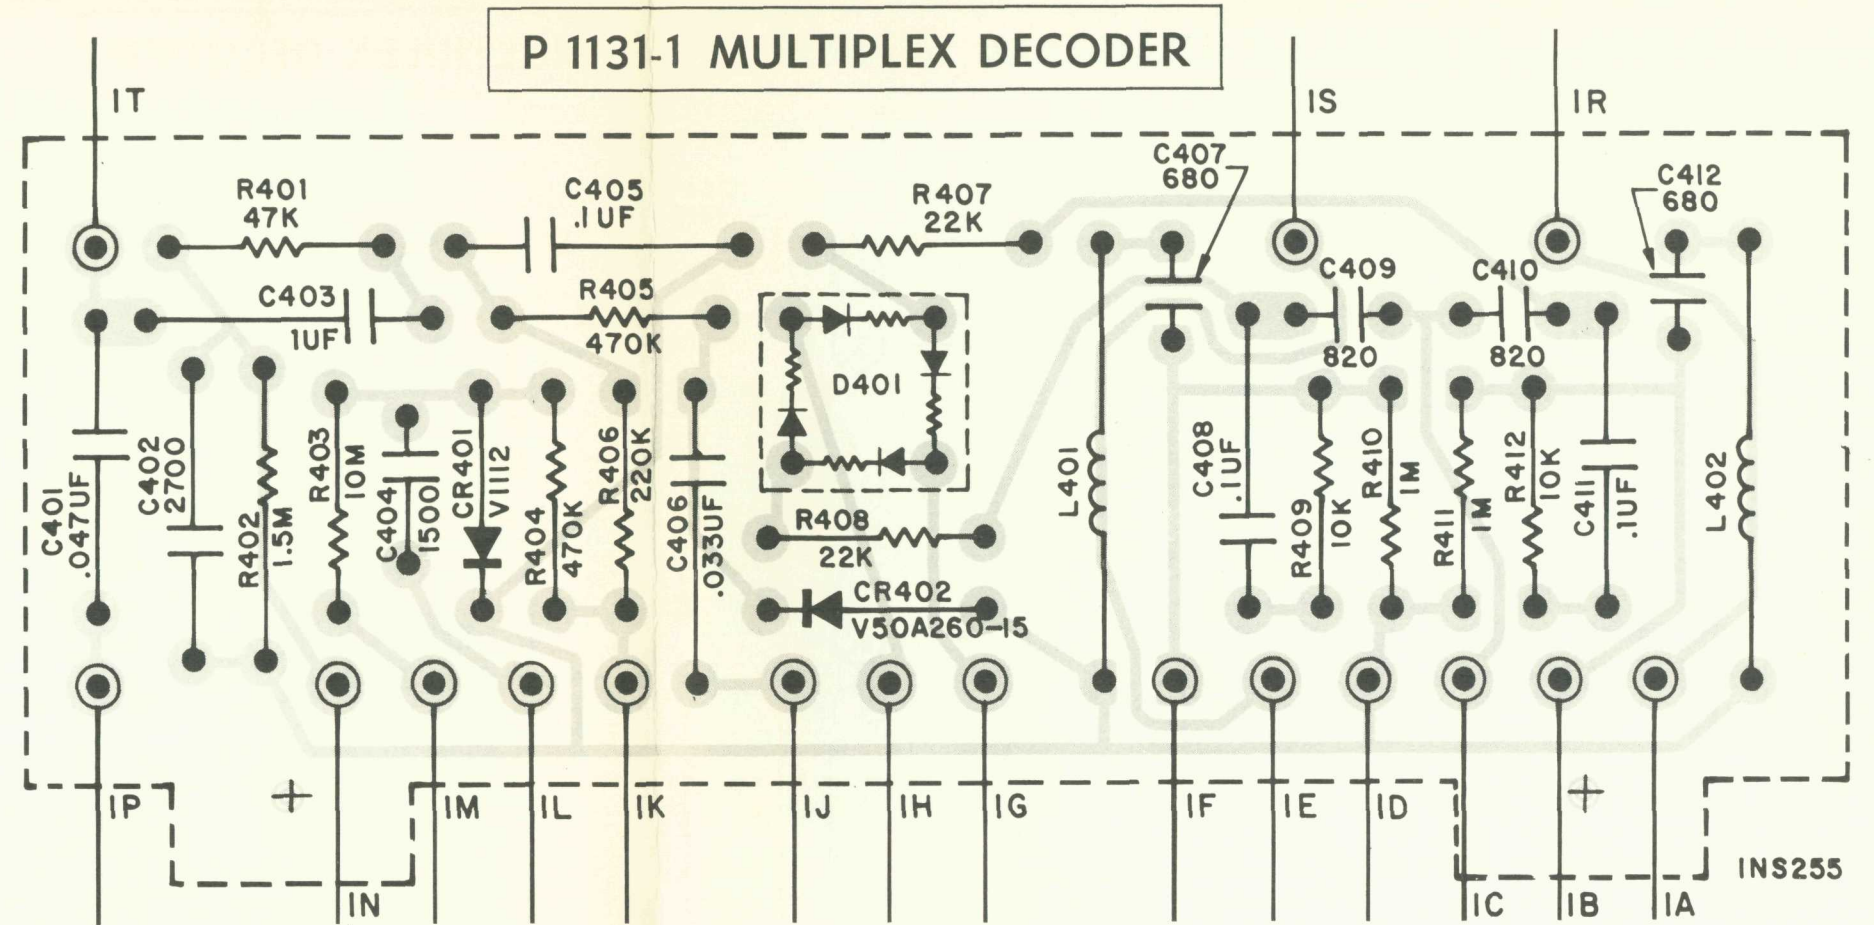 P 1131-1 MULTIPLEX DECODER
IT
IS
IR
R401
47K
C405
.1UF
R407
22K
C407
680
C412
680
C403
1UF
R405
470K
C409
820
C410
820
D401
C401
.047UF
C402
2700
R402
1.5M
R403
10M
C404
1500
CR401
V1112
R404
470K
R406
220K
C406
.033UF
R408
22K
CR402
V50A260-15
L401
C408
.1UF
R409
10K
R410
1M
R411
1M
R412
10K
C411
.1UF
L402
IP
IN
IM
IL
IK
IJ
IH
IG
IF
IE
ID
IC
IB
IA
INS255